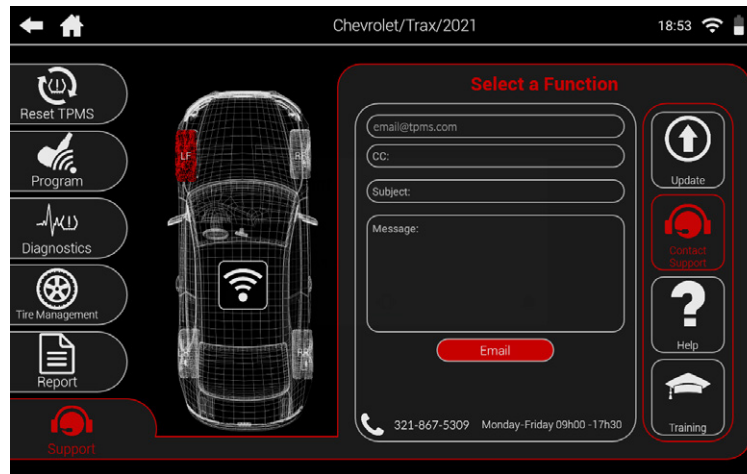 Chevrolet/Trax/2021
18:53
Reset TPMS
Program
Diagnostics
Tire Management
Report
Support
LF
RF
Select a Function
email@tpms.com
CC:
Subject:
Message:
Email
321-867-5309 Monday-Friday 09h00 -17h30
Update
Contact
Support
Help
Training